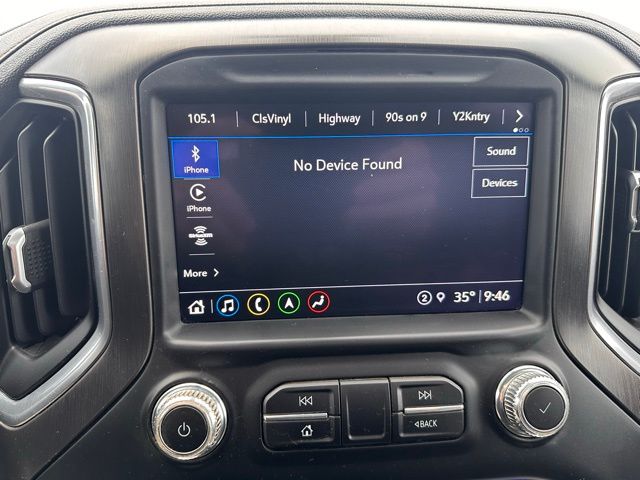 105.1 ClsVinyl Highway 90s on 9 Y2Kntry
iPhone
No Device Found
Sound
iPhone
Devices
SiriusXM
More
2 35° 9:46
BACK